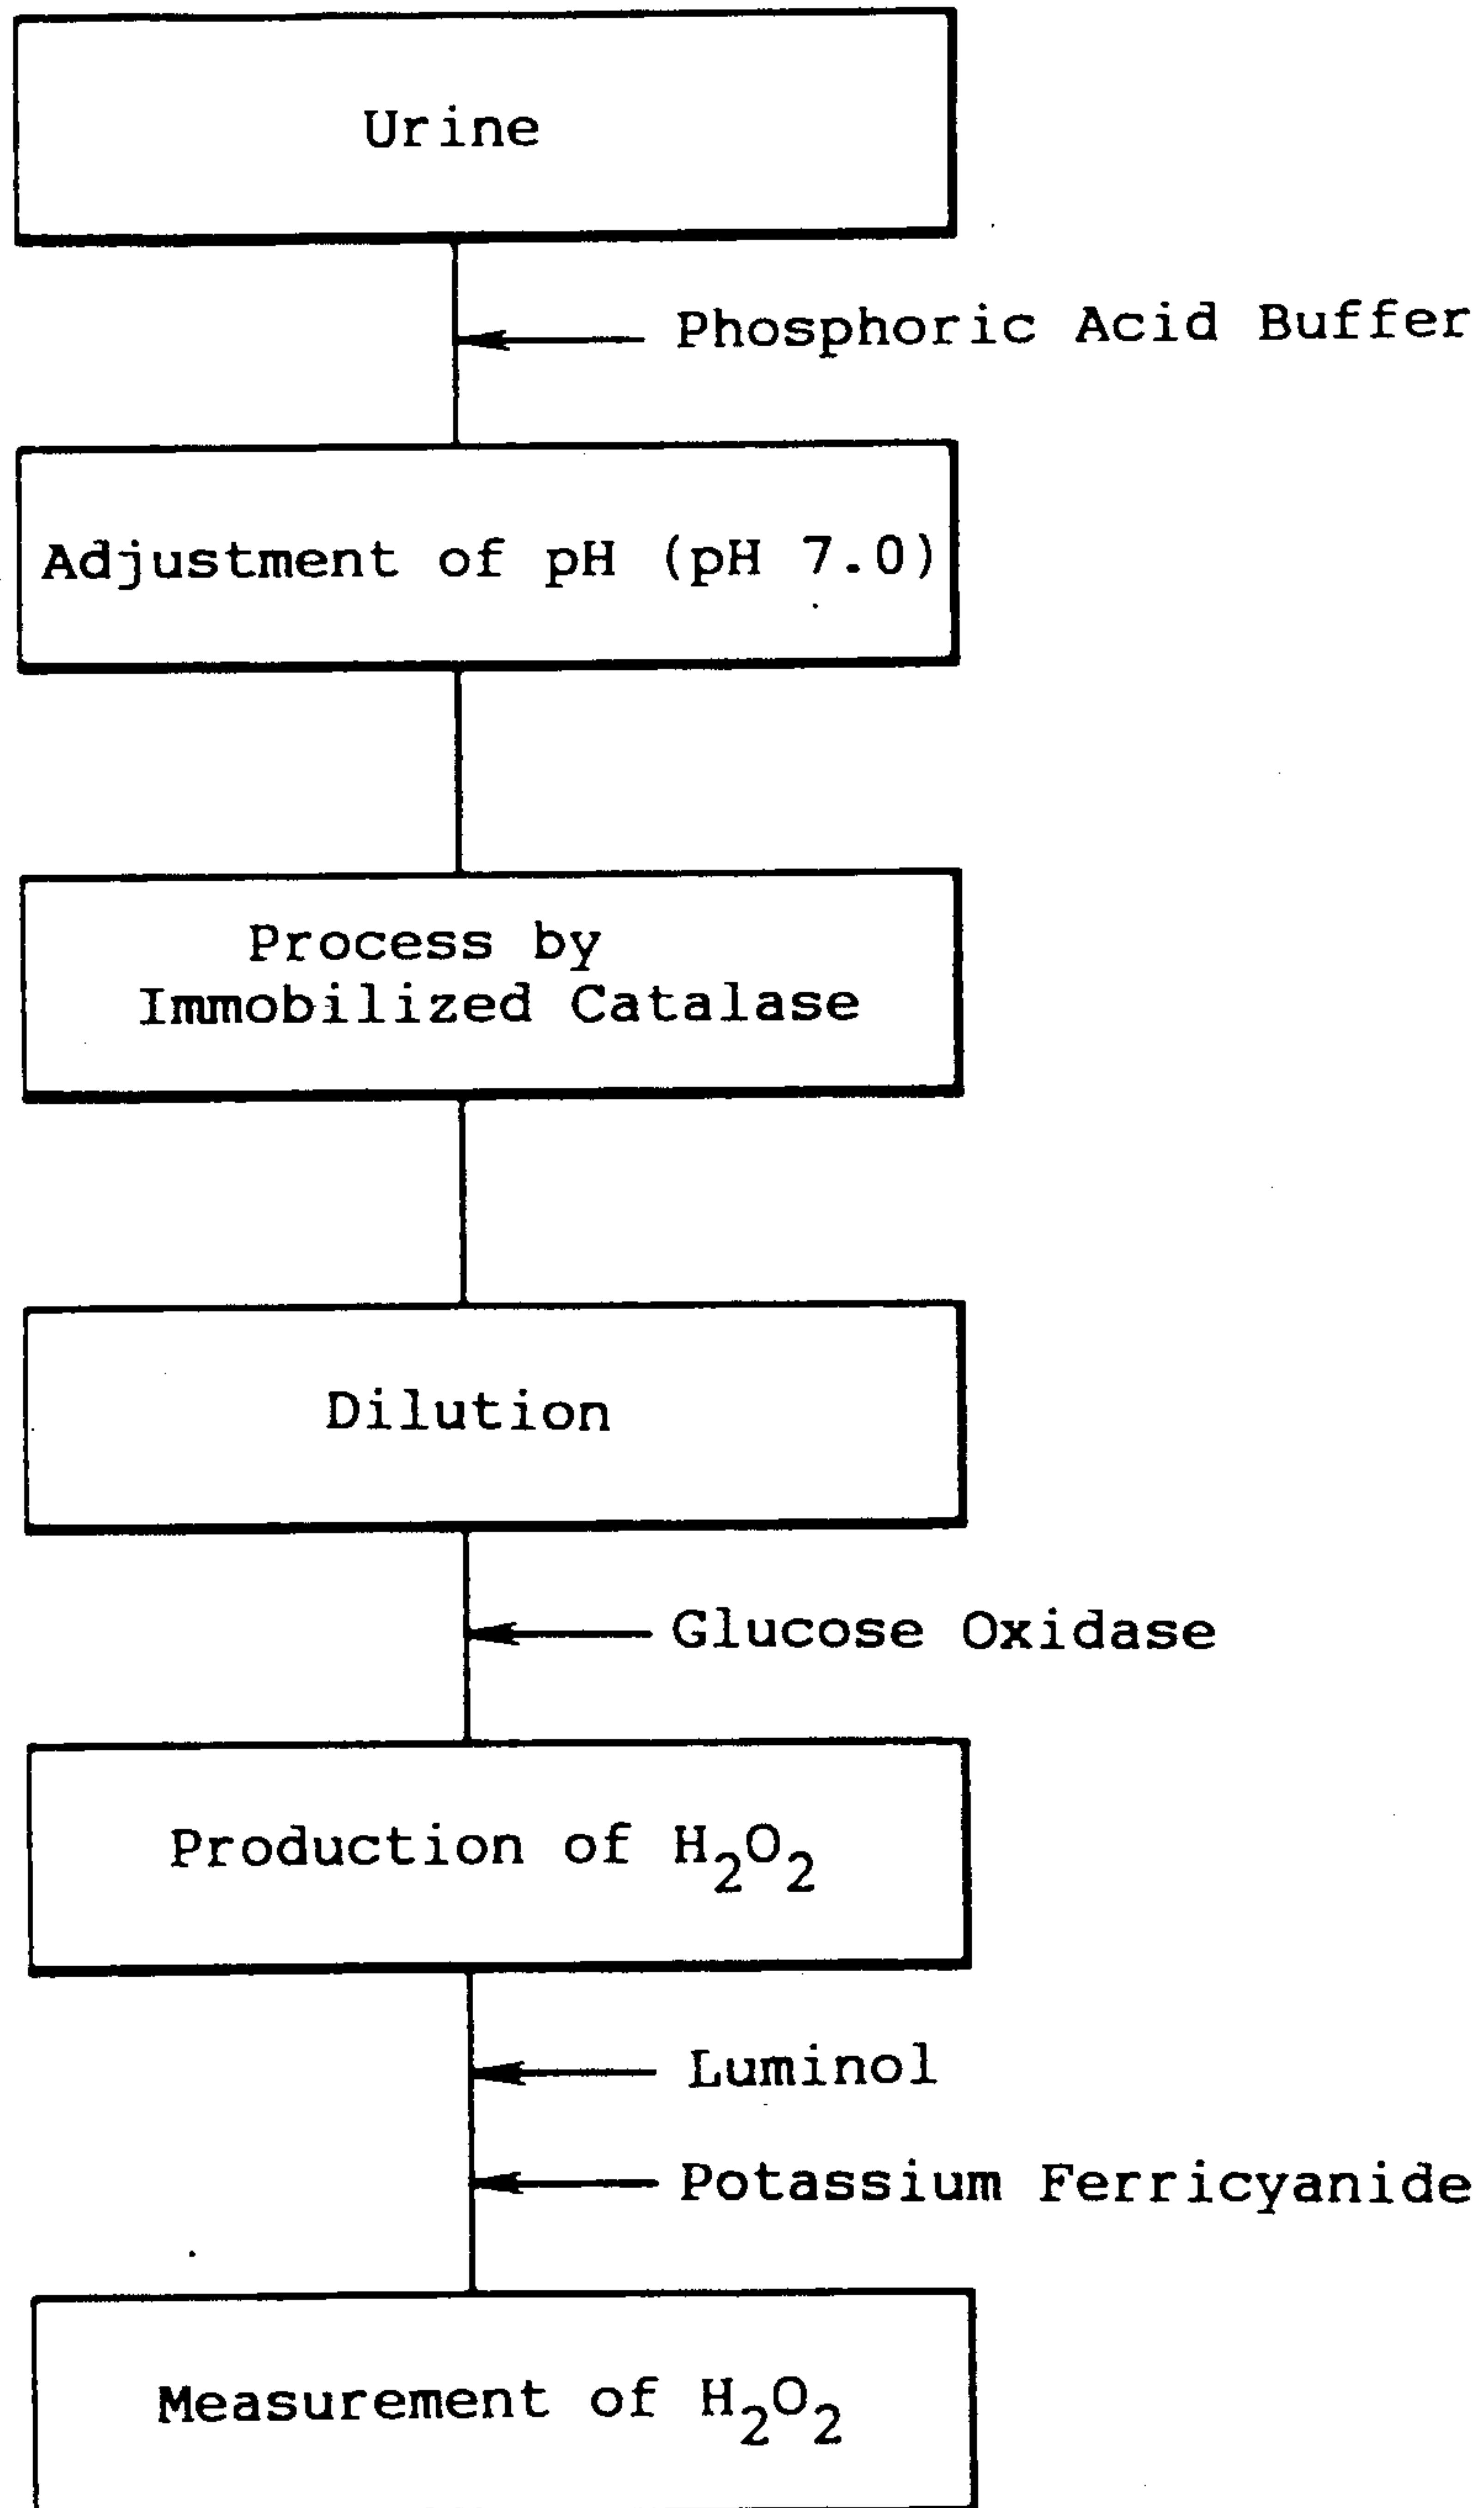 Urine
Phosphoric Acid Buffer
Adjustment of pH (pH 7.0)
Process by
Immobilized Catalase
Dilution
Glucose Oxidase
Production of H₂O₂
Luminol
Potassium Ferricyanide
Measurement of H₂O₂